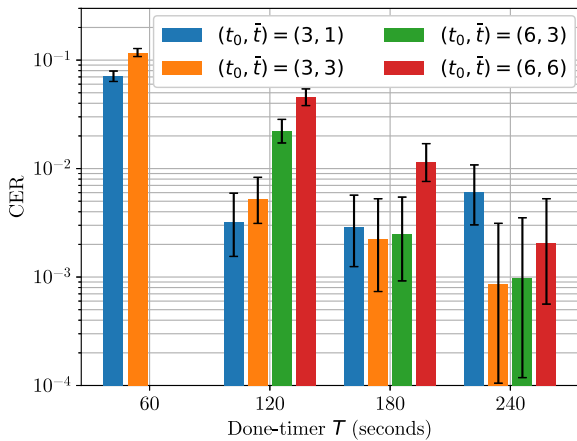 (t₀, t̄) = (3, 1) (t₀, t̄) = (6, 3)
(t₀, t̄) = (3, 3) (t₀, t̄) = (6, 6)
10⁻¹
10⁻²
10⁻³
10⁻⁴
CER
60 120 180 240
Done-timer T (seconds)